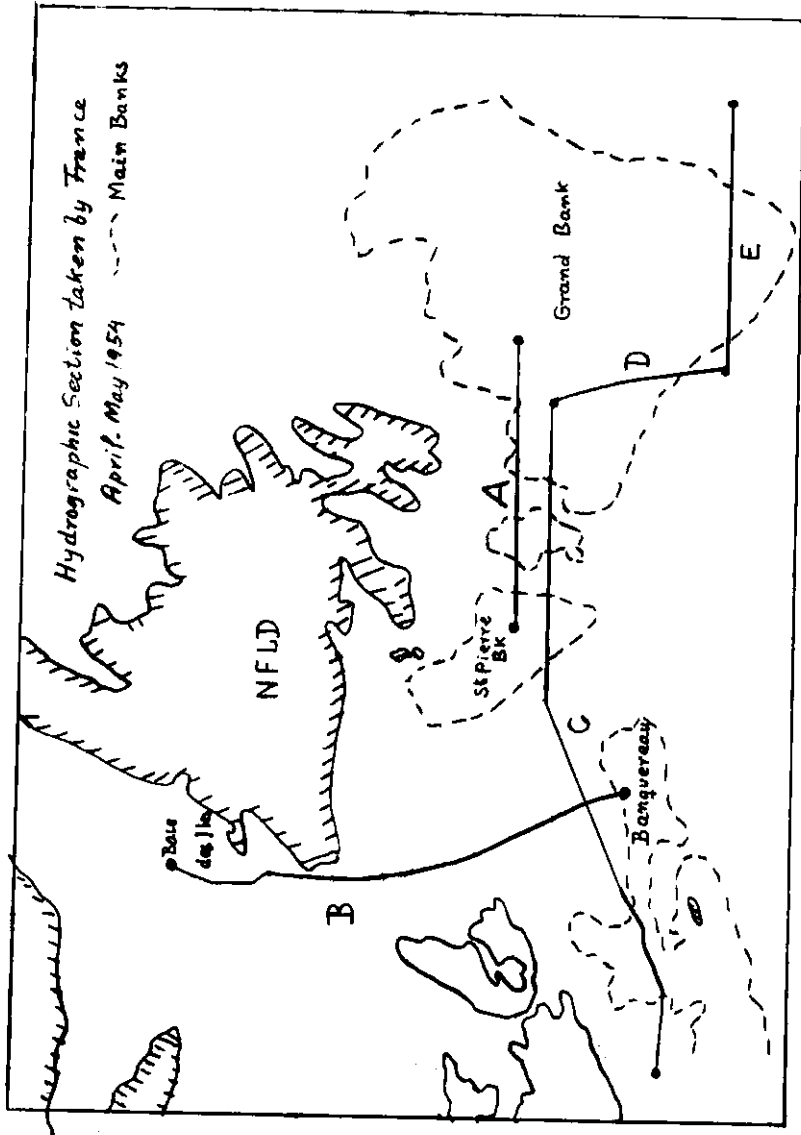 Hydrographic Section taken by France
April. May 1954 ---- Main Banks
NFLD
Baie
des Iles
B
St Pierre
BK
A
C
Banquereau
Grand Bank
D
E